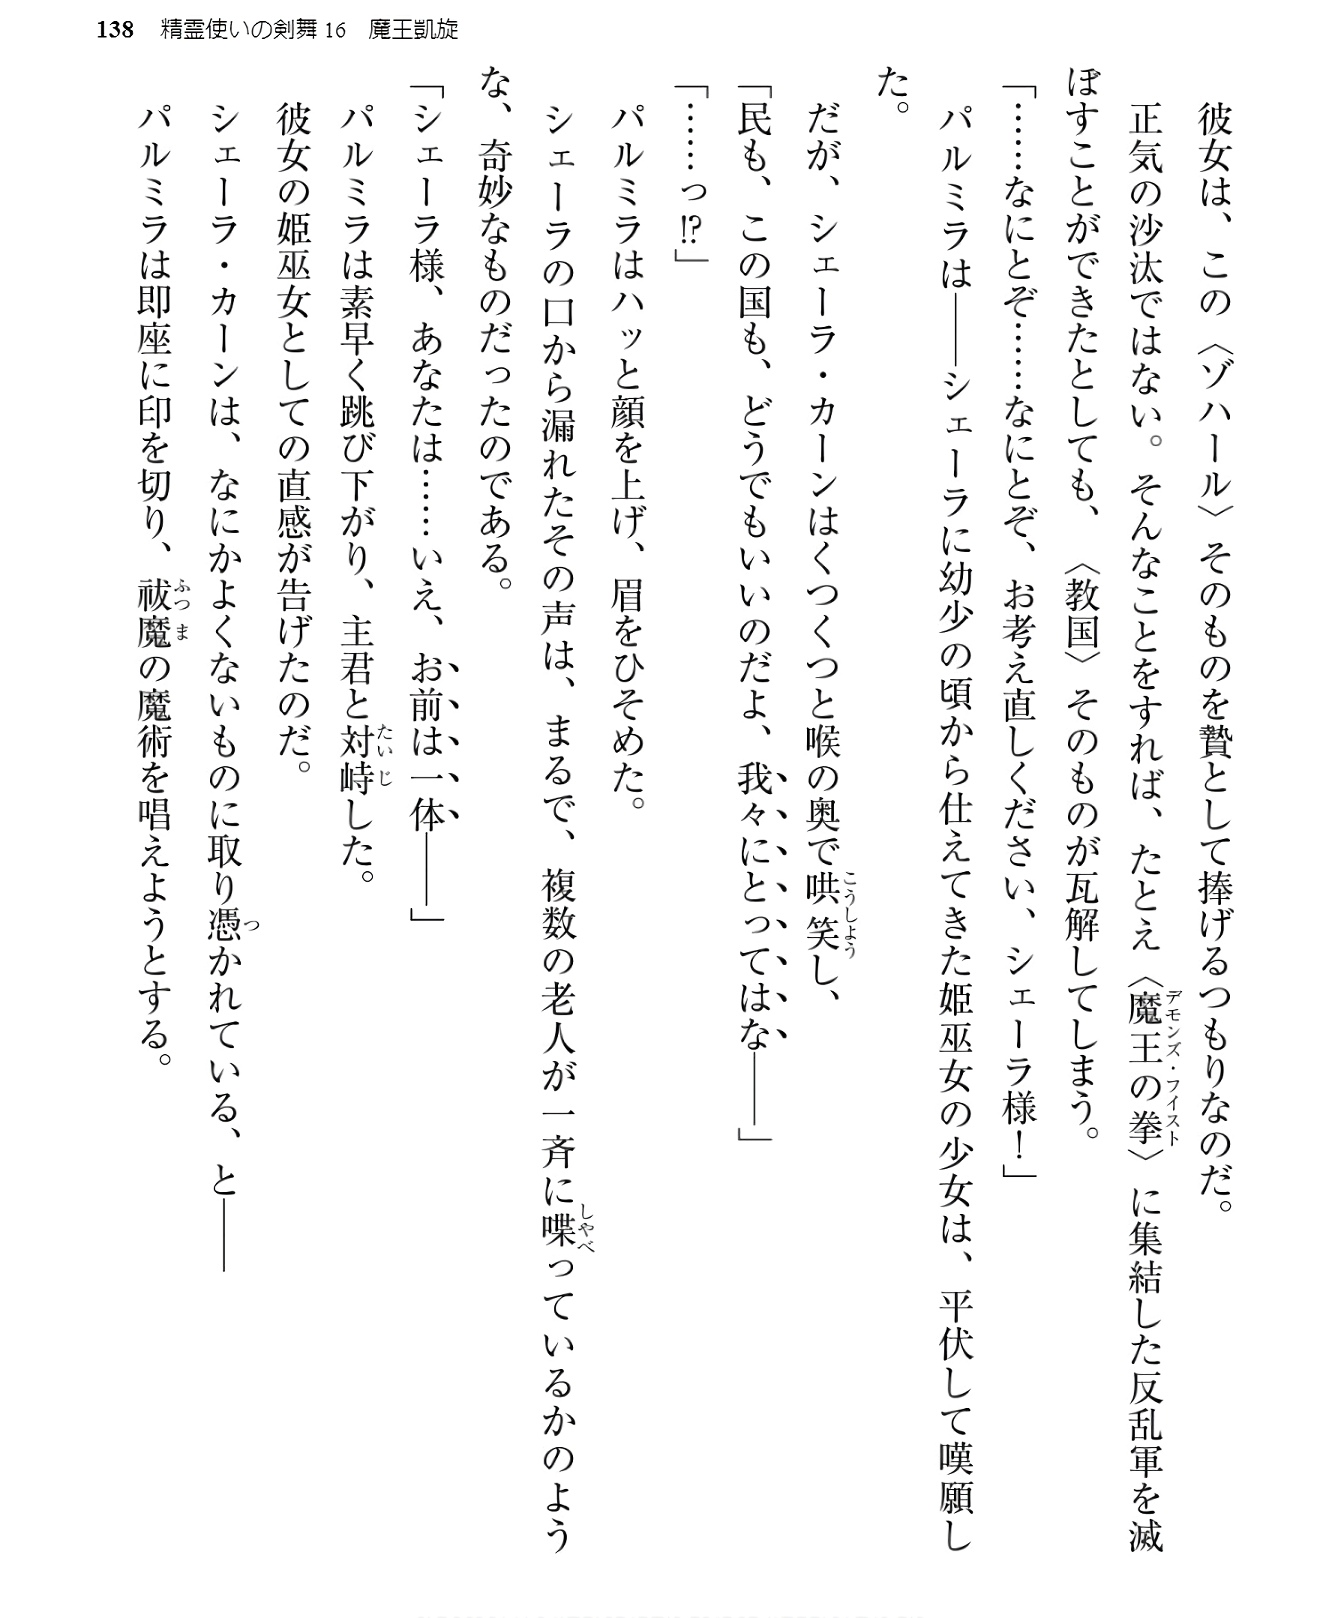 138 精霊使いの剣舞16 魔王凱旋
彼女は、この〈ゾハール〉そのものを贄として捧げるつもりなのだ。
正気の沙汰ではない。そんなことをすれば、たとえ〈魔王の拳〉に集結した反乱軍を滅
ぼすことができたとしても、〈教国〉そのものが瓦解してしまう。
「……なにとぞ……なにとぞ、お考え直しください、シェーラ様！」
パルミラは――シェーラに幼少の頃から仕えてきた姫巫女の少女は、平伏して嘆願し
た。
だが、シェーラ・カーンはくつくつと喉の奥で哄笑し、
「民も、この国も、どうでもいいのだよ、我々にとってはな――」
「……っ!?」
パルミラはハッと顔を上げ、眉をひそめた。
シェーラの口から漏れたその声は、まるで、複数の老人が一斉に喋っているかのよう
な、奇妙なものだったのである。
「シェーラ様、あなたは……いえ、お前は一体――」
パルミラは素早く跳び下がり、主君と対峙した。
彼女の姫巫女としての直感が告げたのだ。
シェーラ・カーンは、なにかよくないものに取り憑かれている、と――
パルミラは即座に印を切り、祓魔の魔術を唱えようとする。